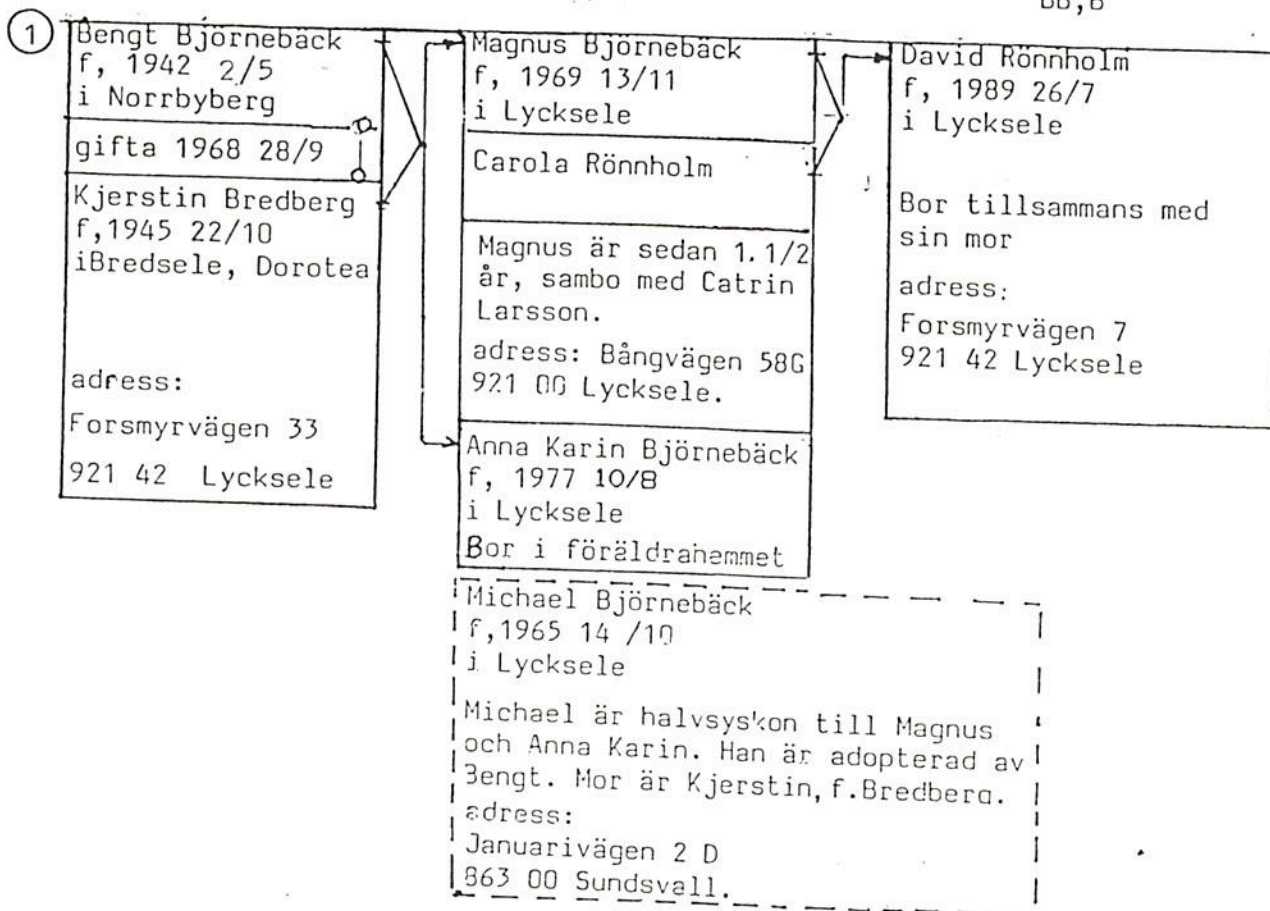 BB,B
1
Bengt Björnebäck
f, 1942 2/5
i Norrbyberg
gifta 1968 28/9
Kjerstin Bredberg
f,1945 22/10
iBredsele, Dorotea
adress:
Forsmyrvägen 33
921 42 Lycksele
Magnus Björnebäck
f, 1969 13/11
i Lycksele
Carola Rönnholm
Magnus är sedan 1.1/2
år, sambo med Catrin
Larsson.
adress: Bångvägen 58G
921 00 Lycksele.
Anna Karin Björnebäck
f, 1977 10/8
i Lycksele
Bor i föräldrahemmet
Michael Björnebäck
f,1965 14 /10
i Lycksele
Michael är halvsyskon till Magnus
och Anna Karin. Han är adopterad av
Bengt. Mor är Kjerstin,f.Bredberg.
adress:
Januarivägen 2 D
863 00 Sundsvall.
David Rönnholm
f, 1989 26/7
i Lycksele
Bor tillsammans med
sin mor
adress:
Forsmyrvägen 7
921 42 Lycksele